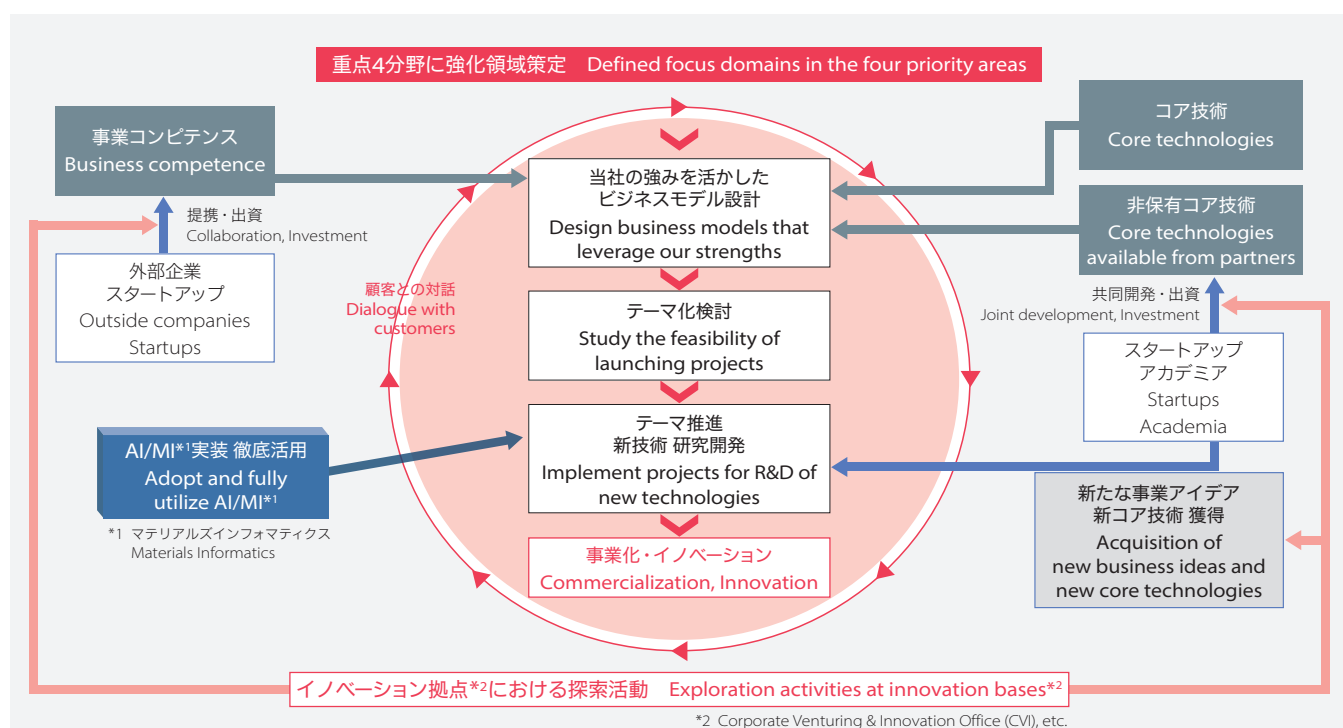 重点4分野に強化領域策定 Defined focus domains in the four priority areas
事業コンピテンス
Business competence
提携・出資
Collaboration, Investment
外部企業
スタートアップ
Outside companies
Startups
AI/MI*1実装 徹底活用
Adopt and fully
utilize AI/MI*1
*1 マテリアルズインフォマティクス
Materials Informatics
顧客との対話
Dialogue with
customers
当社の強みを活かした
ビジネスモデル設計
Design business models that
leverage our strengths
テーマ化検討
Study the feasibility of
launching projects
テーマ推進
新技術 研究開発
Implement projects for R&D of
new technologies
事業化・イノベーション
Commercialization, Innovation
コア技術
Core technologies
非保有コア技術
Core technologies
available from partners
共同開発・出資
Joint development, Investment
スタートアップ
アカデミア
Startups
Academia
新たな事業アイデア
新コア技術 獲得
Acquisition of
new business ideas and
new core technologies
イノベーション拠点*2における探索活動 Exploration activities at innovation bases*2
*2 Corporate Venturing & Innovation Office (CVI), etc.